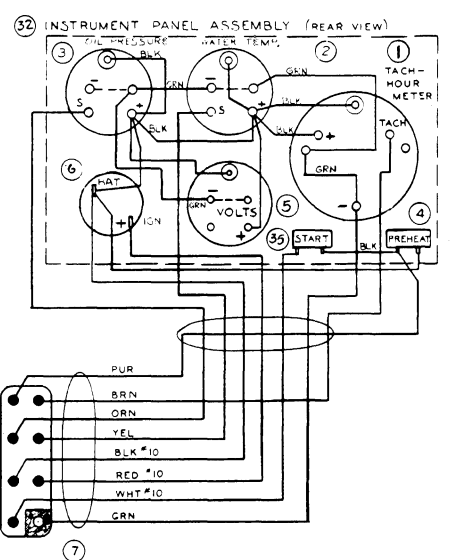 32 INSTRUMENT PANEL ASSEMBLY (REAR VIEW)
3 OIL PRESSURE WATER TEMP. 2 1
BLK
TACH-
HOUR
METER
GRN
GRN
BLK
TACH
S
+
S
+
BLK
BLK
+
GRN
6
HAT
+ IGN
GRN
VOLTS
+
5
4
35 START
BLK
PREHEAT
PUR
BRN
ORN
YEL
BLK #10
RED #10
WHT #10
GRN
7